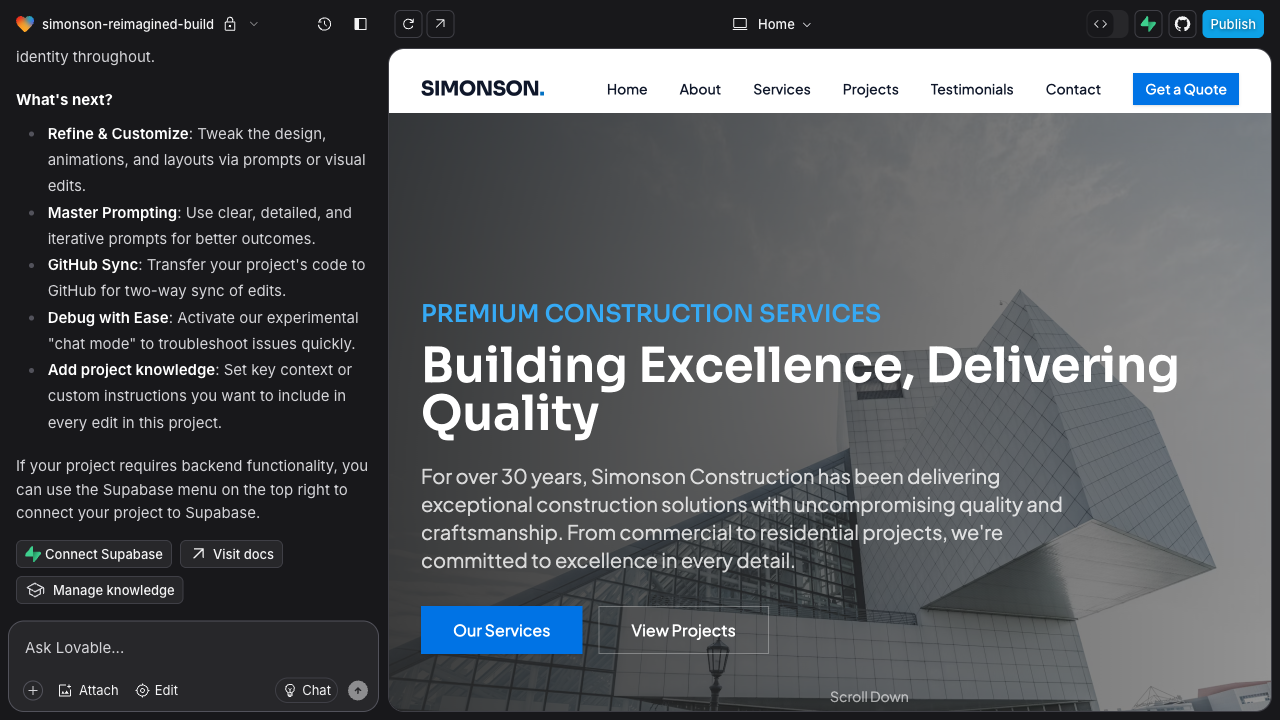 simonson-reimagined-build
Home
Publish
identity throughout.
What's next?
Refine & Customize: Tweak the design,
animations, and layouts via prompts or visual
edits.
Master Prompting: Use clear, detailed, and
iterative prompts for better outcomes.
GitHub Sync: Transfer your project's code to
GitHub for two-way sync of edits.
Debug with Ease: Activate our experimental
"chat mode" to troubleshoot issues quickly.
Add project knowledge: Set key context or
custom instructions you want to include in
every edit in this project.
If your project requires backend functionality, you
can use the Supabase menu on the top right to
connect your project to Supabase.
Connect Supabase
Visit docs
Manage knowledge
Ask Lovable...
Attach
Edit
Chat
SIMONSON.
Home
About
Services
Projects
Testimonials
Contact
Get a Quote
PREMIUM CONSTRUCTION SERVICES
Building Excellence, Delivering
Quality
For over 30 years, Simonson Construction has been delivering
exceptional construction solutions with uncompromising quality and
craftsmanship. From commercial to residential projects, we're
committed to excellence in every detail.
Our Services
View Projects
Scroll Down